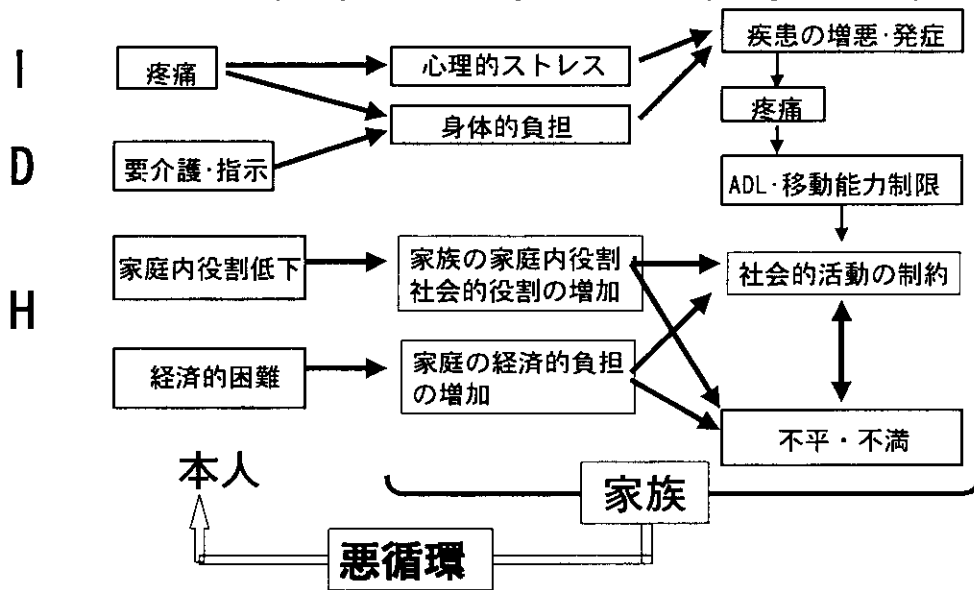 I
疼痛
心理的ストレス
疾患の増悪・発症
身体的負担
疼痛
D
要介護・指示
ADL・移動能力制限
H
家庭内役割低下
家族の家庭内役割
社会的役割の増加
社会的活動の制約
経済的困難
家庭の経済的負担
の増加
不平・不満
本人
家族
悪循環